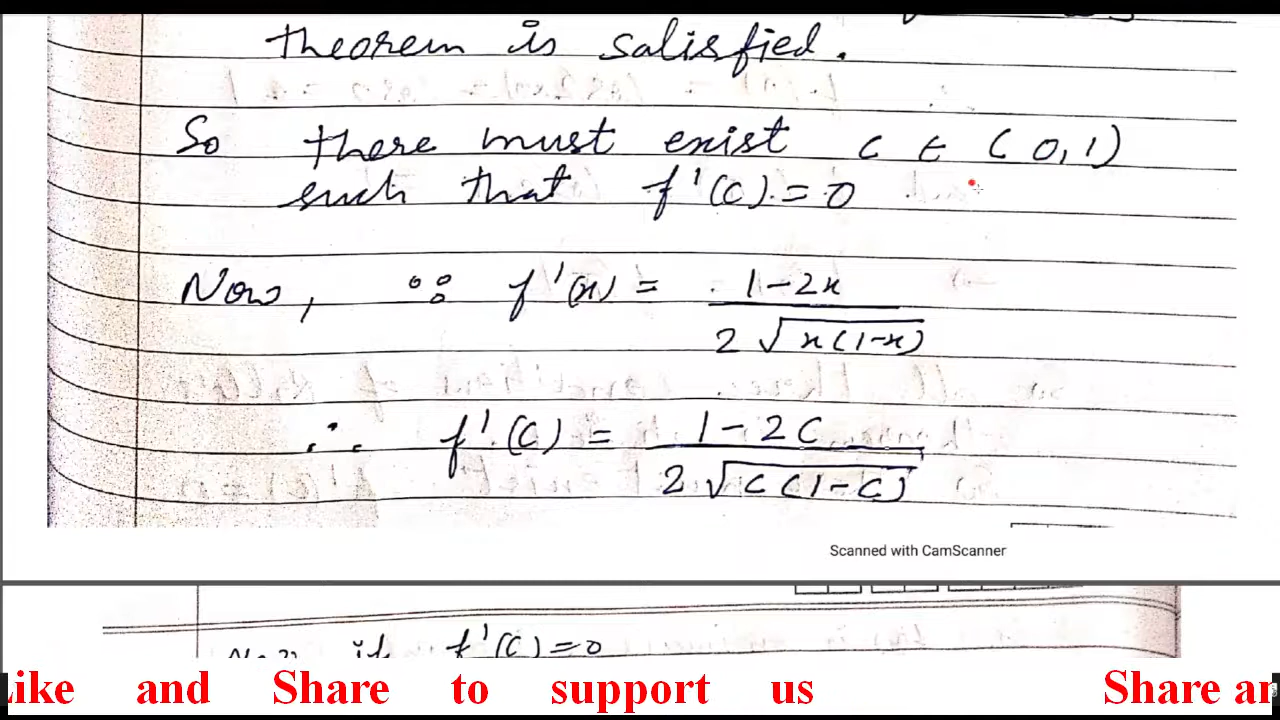 theorem is satisfied.
So there must exist c ∈ (0,1)
such that f'(c) = 0
Now, ∵ f'(x) = 1-2x / 2√x(1-x)
∴ f'(c) = 1-2c / 2√c(1-c)
Scanned with CamScanner
Now if f'(c)=0
Like and Share to support us Share